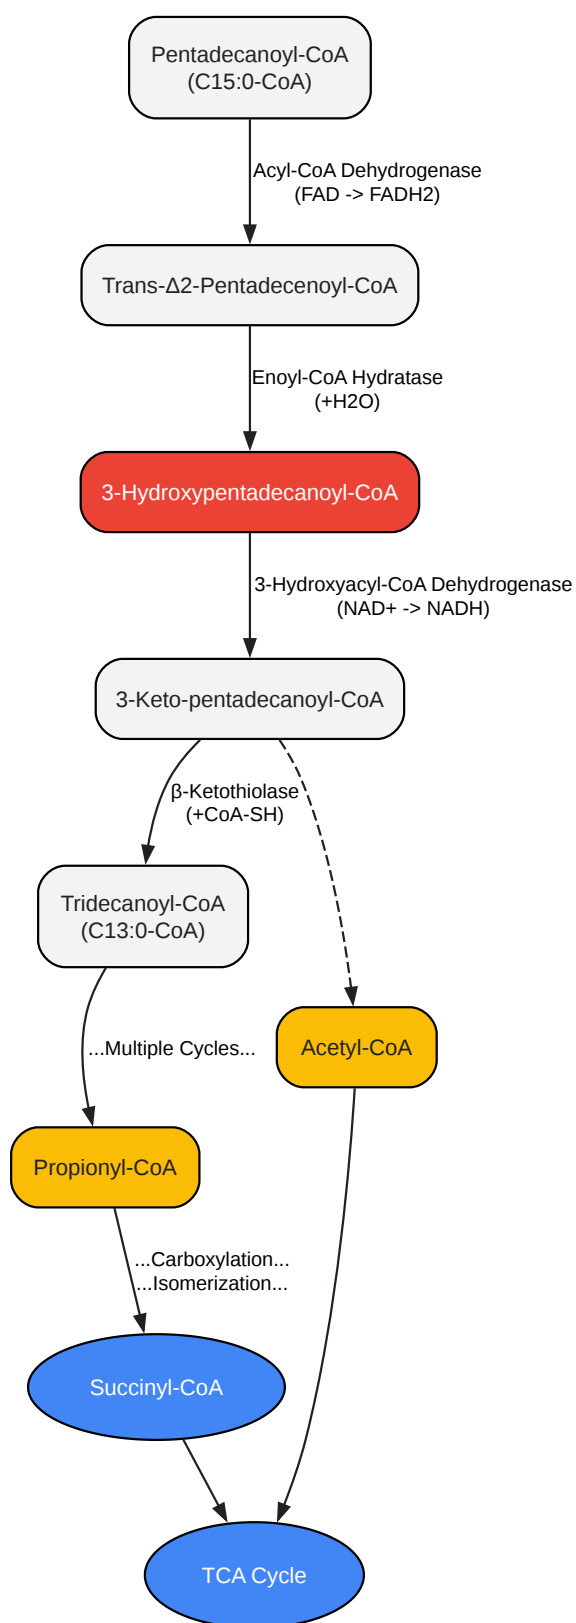 Pentadecanoyl-CoA
(C15:0-CoA)
Acyl-CoA Dehydrogenase
(FAD -> FADH2)
Trans-Δ2-Pentadecenoyl-CoA
Enoyl-CoA Hydratase
(+H2O)
3-Hydroxypentadecanoyl-CoA
3-Hydroxyacyl-CoA Dehydrogenase
(NAD+ -> NADH)
3-Keto-pentadecanoyl-CoA
β-Ketothiolase
(+CoA-SH)
Tridecanoyl-CoA
(C13:0-CoA)
Acetyl-CoA
...Multiple Cycles...
Propionyl-CoA
...Carboxylation...
...Isomerization...
Succinyl-CoA
TCA Cycle